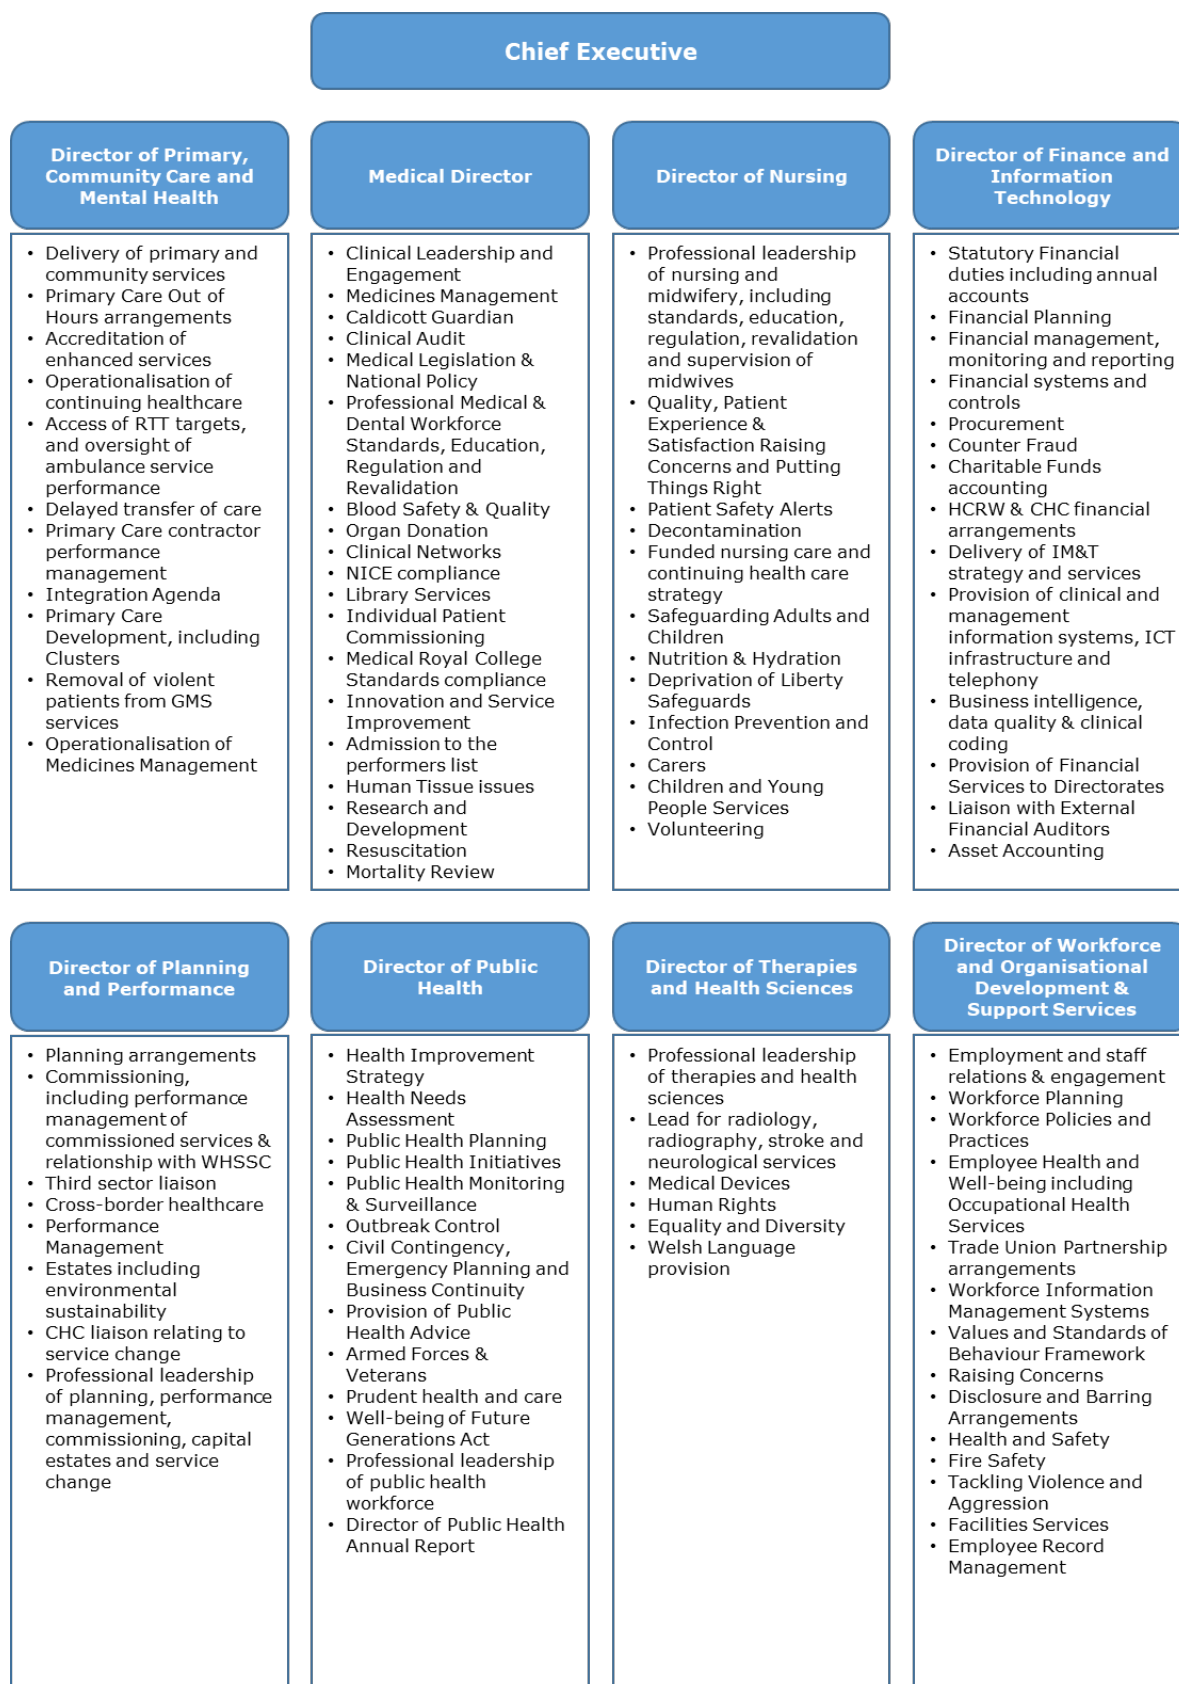 Chief Executive
Director of Primary,
Community Care and
Mental Health
• Delivery of primary and
community services
• Primary Care Out of
Hours arrangements
• Accreditation of
enhanced services
• Operationalisation of
continuing healthcare
• Access of RTT targets,
and oversight of
ambulance service
performance
• Delayed transfer of care
• Primary Care contractor
performance
management
• Integration Agenda
• Primary Care
Development, including
Clusters
• Removal of violent
patients from GMS
services
• Operationalisation of
Medicines Management
Medical Director
• Clinical Leadership and
Engagement
• Medicines Management
• Caldicott Guardian
• Clinical Audit
• Medical Legislation &
National Policy
• Professional Medical &
Dental Workforce
Standards, Education,
Regulation and
Revalidation
• Blood Safety & Quality
• Organ Donation
• Clinical Networks
• NICE compliance
• Library Services
• Individual Patient
Commissioning
• Medical Royal College
Standards compliance
• Innovation and Service
Improvement
• Admission to the
performers list
• Human Tissue issues
• Research and
Development
• Resuscitation
• Mortality Review
Director of Nursing
• Professional leadership
of nursing and
midwifery, including
standards, education,
regulation, revalidation
and supervision of
midwives
• Quality, Patient
Experience &
Satisfaction Raising
Concerns and Putting
Things Right
• Patient Safety Alerts
• Decontamination
• Funded nursing care and
continuing health care
strategy
• Safeguarding Adults and
Children
• Nutrition & Hydration
• Deprivation of Liberty
Safeguards
• Infection Prevention and
Control
• Carers
• Children and Young
People Services
• Volunteering
Director of Finance and
Information
Technology
• Statutory Financial
duties including annual
accounts
• Financial Planning
• Financial management,
monitoring and reporting
• Financial systems and
controls
• Procurement
• Counter Fraud
• Charitable Funds
accounting
• HCRW & CHC financial
arrangements
• Delivery of IM&T
strategy and services
• Provision of clinical and
management
information systems, ICT
infrastructure and
telephony
• Business intelligence,
data quality & clinical
coding
• Provision of Financial
Services to Directorates
• Liaison with External
Financial Auditors
• Asset Accounting
Director of Planning
and Performance
• Planning arrangements
• Commissioning,
including performance
management of
commissioned services &
relationship with WHSSC
• Third sector liaison
• Cross-border healthcare
• Performance
Management
• Estates including
environmental
sustainability
• CHC liaison relating to
service change
• Professional leadership
of planning, performance
management,
commissioning, capital
estates and service
change
Director of Public
Health
• Health Improvement
Strategy
• Health Needs
Assessment
• Public Health Planning
• Public Health Initiatives
• Public Health Monitoring
& Surveillance
• Outbreak Control
• Civil Contingency,
Emergency Planning and
Business Continuity
• Provision of Public
Health Advice
• Armed Forces &
Veterans
• Prudent health and care
• Well-being of Future
Generations Act
• Professional leadership
of public health
workforce
• Director of Public Health
Annual Report
Director of Therapies
and Health Sciences
• Professional leadership
of therapies and health
sciences
• Lead for radiology,
radiography, stroke and
neurological services
• Medical Devices
• Human Rights
• Equality and Diversity
• Welsh Language
provision
Director of Workforce
and Organisational
Development &
Support Services
• Employment and staff
relations & engagement
• Workforce Planning
• Workforce Policies and
Practices
• Employee Health and
Well-being including
Occupational Health
Services
• Trade Union Partnership
arrangements
• Workforce Information
Management Systems
• Values and Standards of
Behaviour Framework
• Raising Concerns
• Disclosure and Barring
Arrangements
• Health and Safety
• Fire Safety
• Tackling Violence and
Aggression
• Facilities Services
• Employee Record
Management